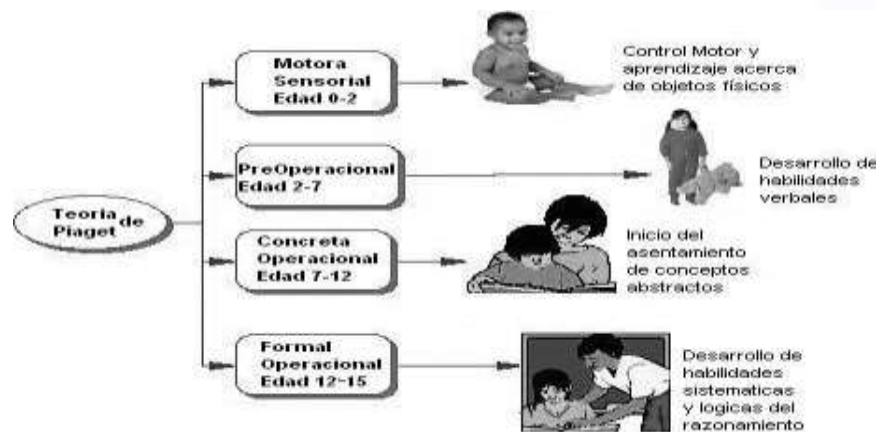 Teoria de
Piaget
Motora
Sensorial
Edad 0-2
Control Motor y
aprendizaje acerca
de objetos físicos
PreOperacional
Edad 2-7
Desarrollo de
habilidades
verbales
Concreta
Operacional
Edad 7-12
Inicio del
asentamiento
de conceptos
abstractos
Formal
Operacional
Edad 12-15
Desarrollo de
habilidades
sistematicas
y logicas del
razonamiento